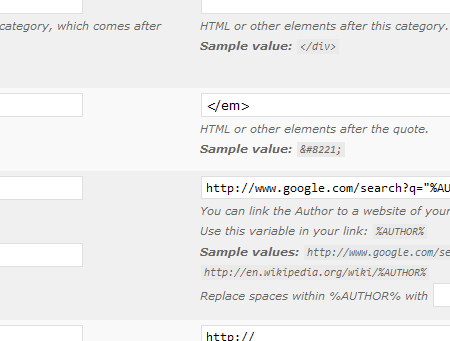 category, which comes after
HTML or other elements after this category.
Sample value: </div>
</em>
HTML or other elements after the quote.
Sample value: &#8221;
http://www.google.com/search?q="%AU
You can link the Author to a website of your
Use this variable in your link: %AUTHOR%
Sample values: http://www.google.com/se
http://en.wikipedia.org/wiki/%AUTHOR%
Replace spaces within %AUTHOR% with
http://